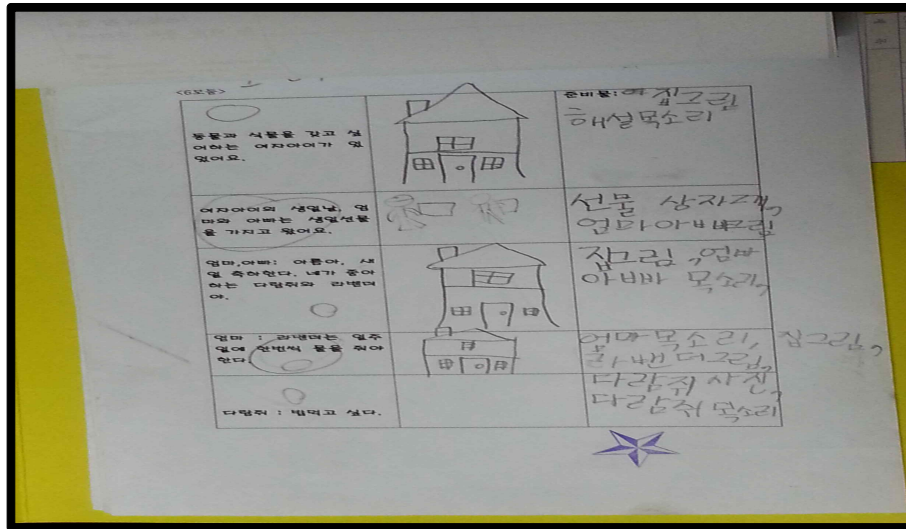 <6모둠>
동물과 식물을 갖고 싶
어하는 여자아이가 있
었어요.
준비물: 집그림
해설목소리
여자아이의 생일날, 엄
마와 아빠는 생일선물
을 가지고 왔어요.
선물 상자2개,
엄마아빠그림
엄마,아빠: 아름아, 생
일 축하한다. 네가 좋아
하는 다람쥐와 라벤더
야.
집그림, 엄마
아빠 목소리,
엄마 : 라벤더는 일주
일에 한번씩 물을 줘야
한다.
엄마목소리, 집그림,
라벤더그림,
다람쥐 : 밥먹고 싶다.
다람쥐 사진,
다람쥐 목소리